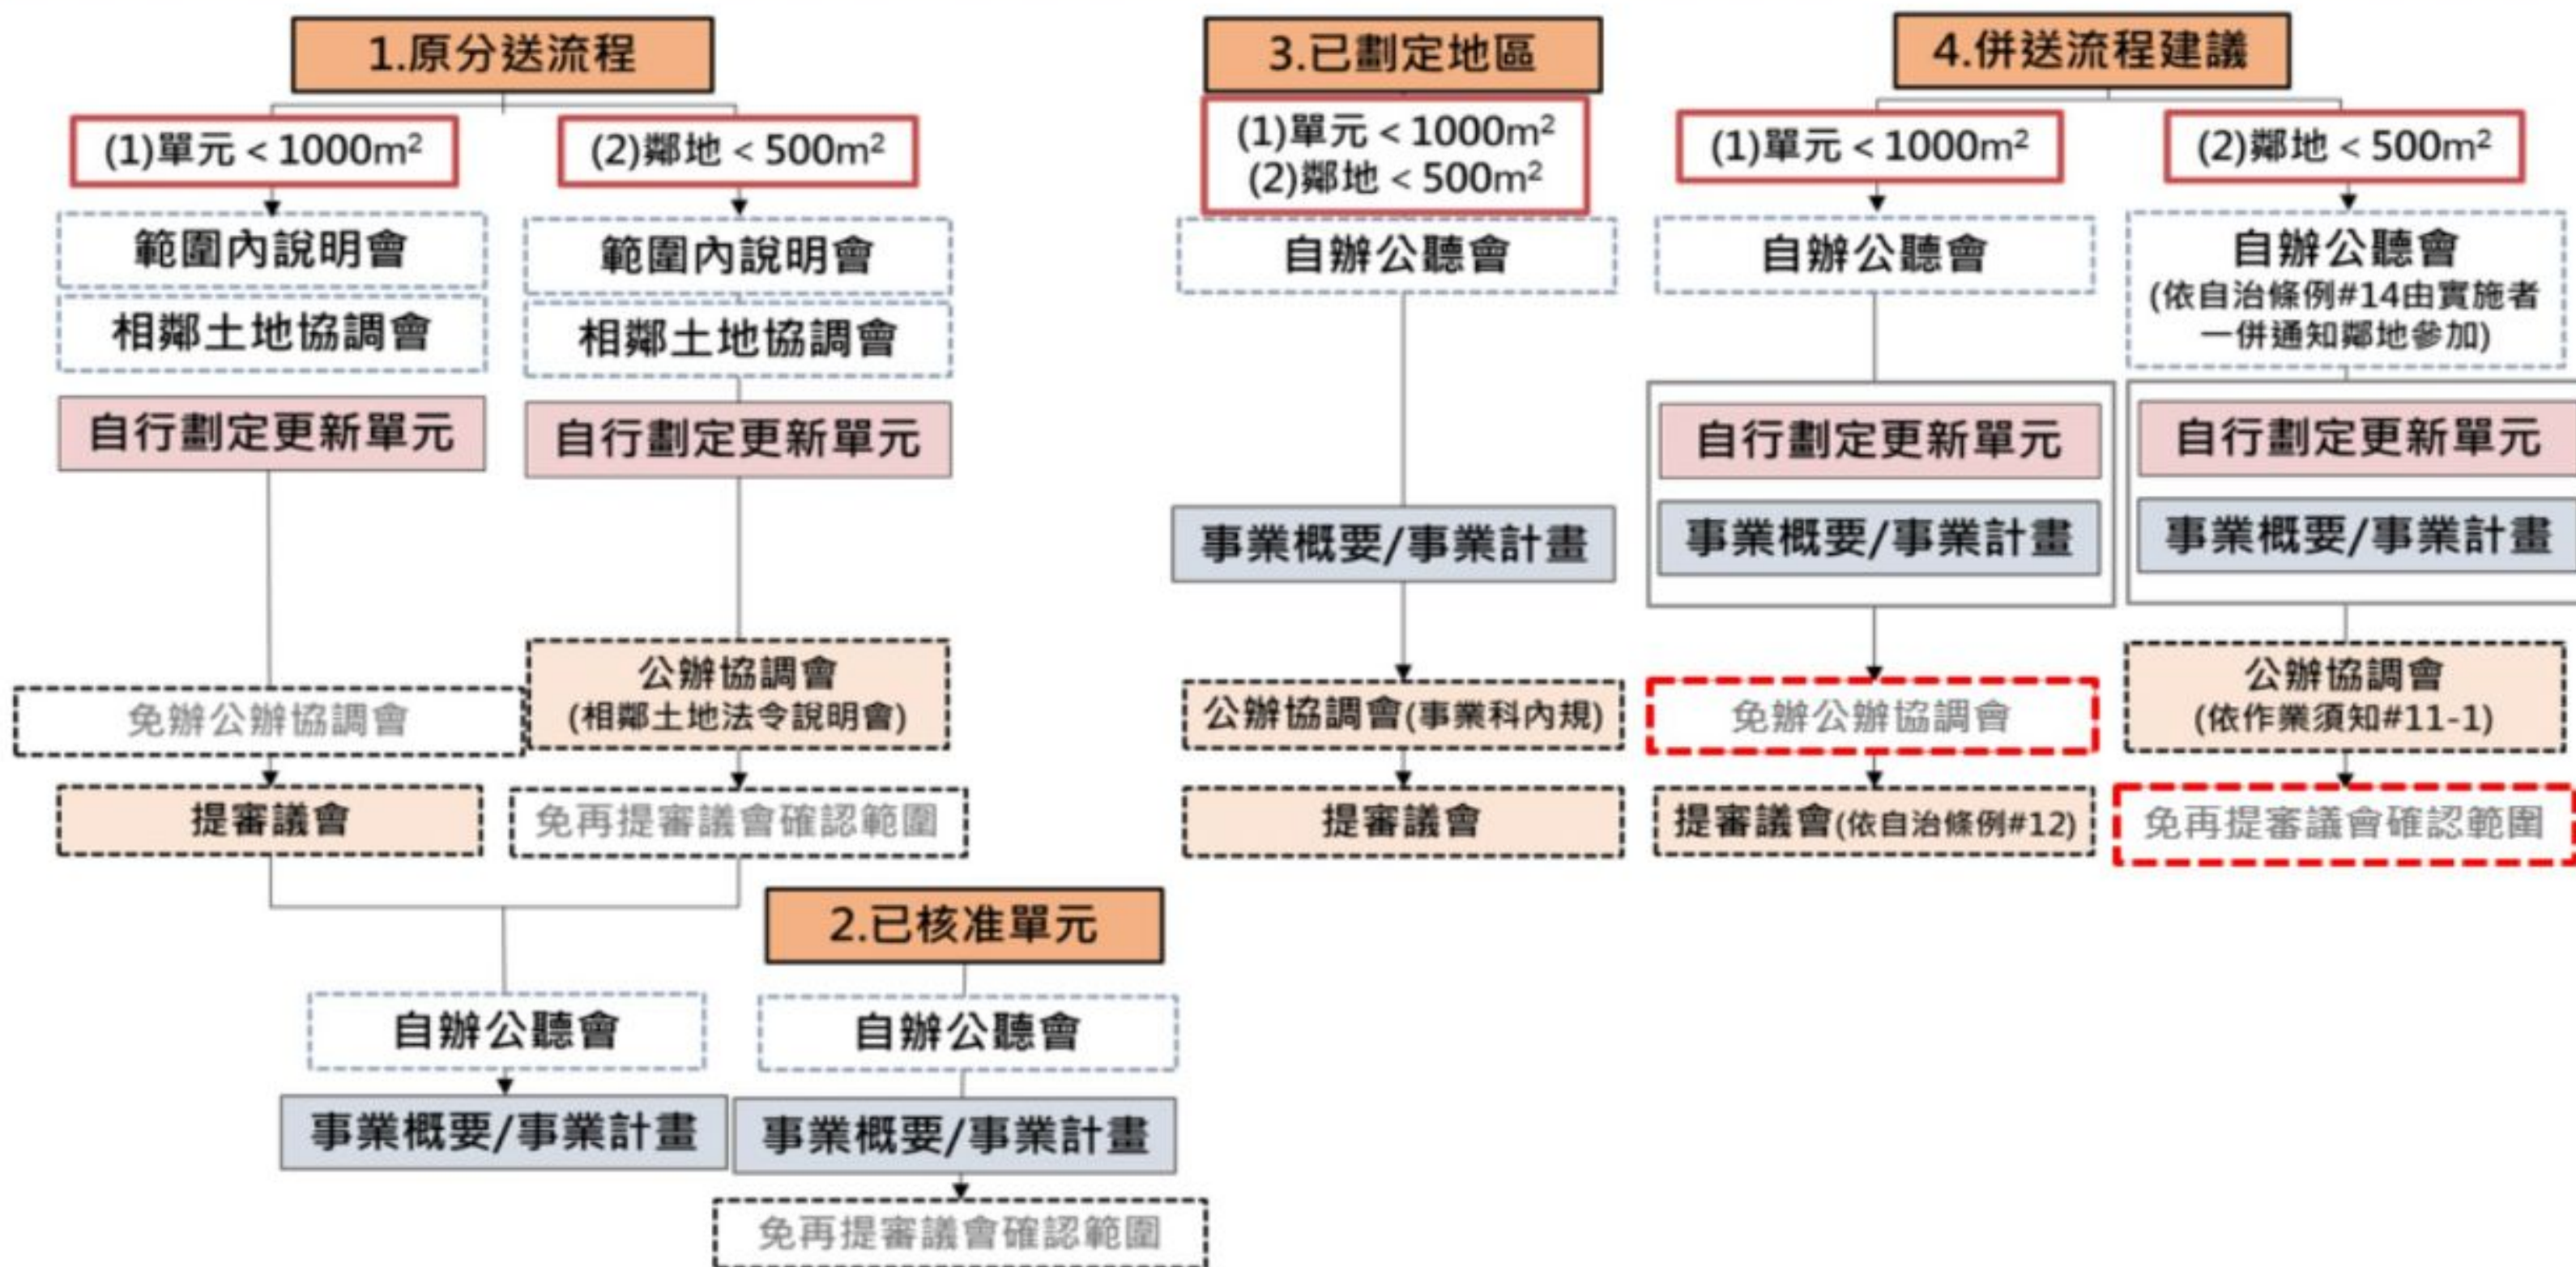 1.原分送流程
(1)單元＜1000m²
範圍內說明會
相鄰土地協調會
自行劃定更新單元
免辦公辦協調會
提審議會
(2)鄰地＜500m²
範圍內說明會
相鄰土地協調會
自行劃定更新單元
公辦協調會
(相鄰土地法令說明會)
免再提審議會確認範圍
自辦公聽會
事業概要/事業計畫
2.已核准單元
自辦公聽會
事業概要/事業計畫
免再提審議會確認範圍
3.已劃定地區
(1)單元＜1000m²
(2)鄰地＜500m²
自辦公聽會
事業概要/事業計畫
公辦協調會(事業科內規)
提審議會
4.併送流程建議
(1)單元＜1000m²
自辦公聽會
自行劃定更新單元
事業概要/事業計畫
免辦公辦協調會
提審議會(依自治條例#12)
(2)鄰地＜500m²
自辦公聽會
(依自治條例#14由實施者
一併通知鄰地參加)
自行劃定更新單元
事業概要/事業計畫
公辦協調會
(依作業須知#11-1)
免再提審議會確認範圍